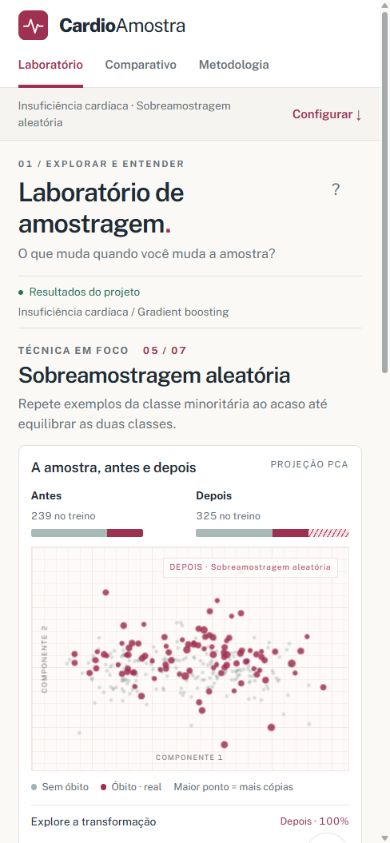 CardioAmostra
Laboratório Comparativo Metodologia
Insuficiência cardíaca · Sobreamostragem
aleatória
Configurar ↓
01 / EXPLORAR E ENTENDER
Laboratório de
amostragem.
?
O que muda quando você muda a amostra?
Resultados do projeto
Insuficiência cardíaca / Gradient boosting
TÉCNICA EM FOCO 05 / 07
Sobreamostragem aleatória
Repete exemplos da classe minoritária ao acaso até
equilibrar as duas classes.
A amostra, antes e depois
PROJEÇÃO PCA
Antes
239 no treino
Depois
325 no treino
DEPOIS · Sobreamostragem aleatória
COMPONENTE 2
COMPONENTE 1
Sem óbito Óbito · real Maior ponto = mais cópias
Explore a transformação Depois · 100%